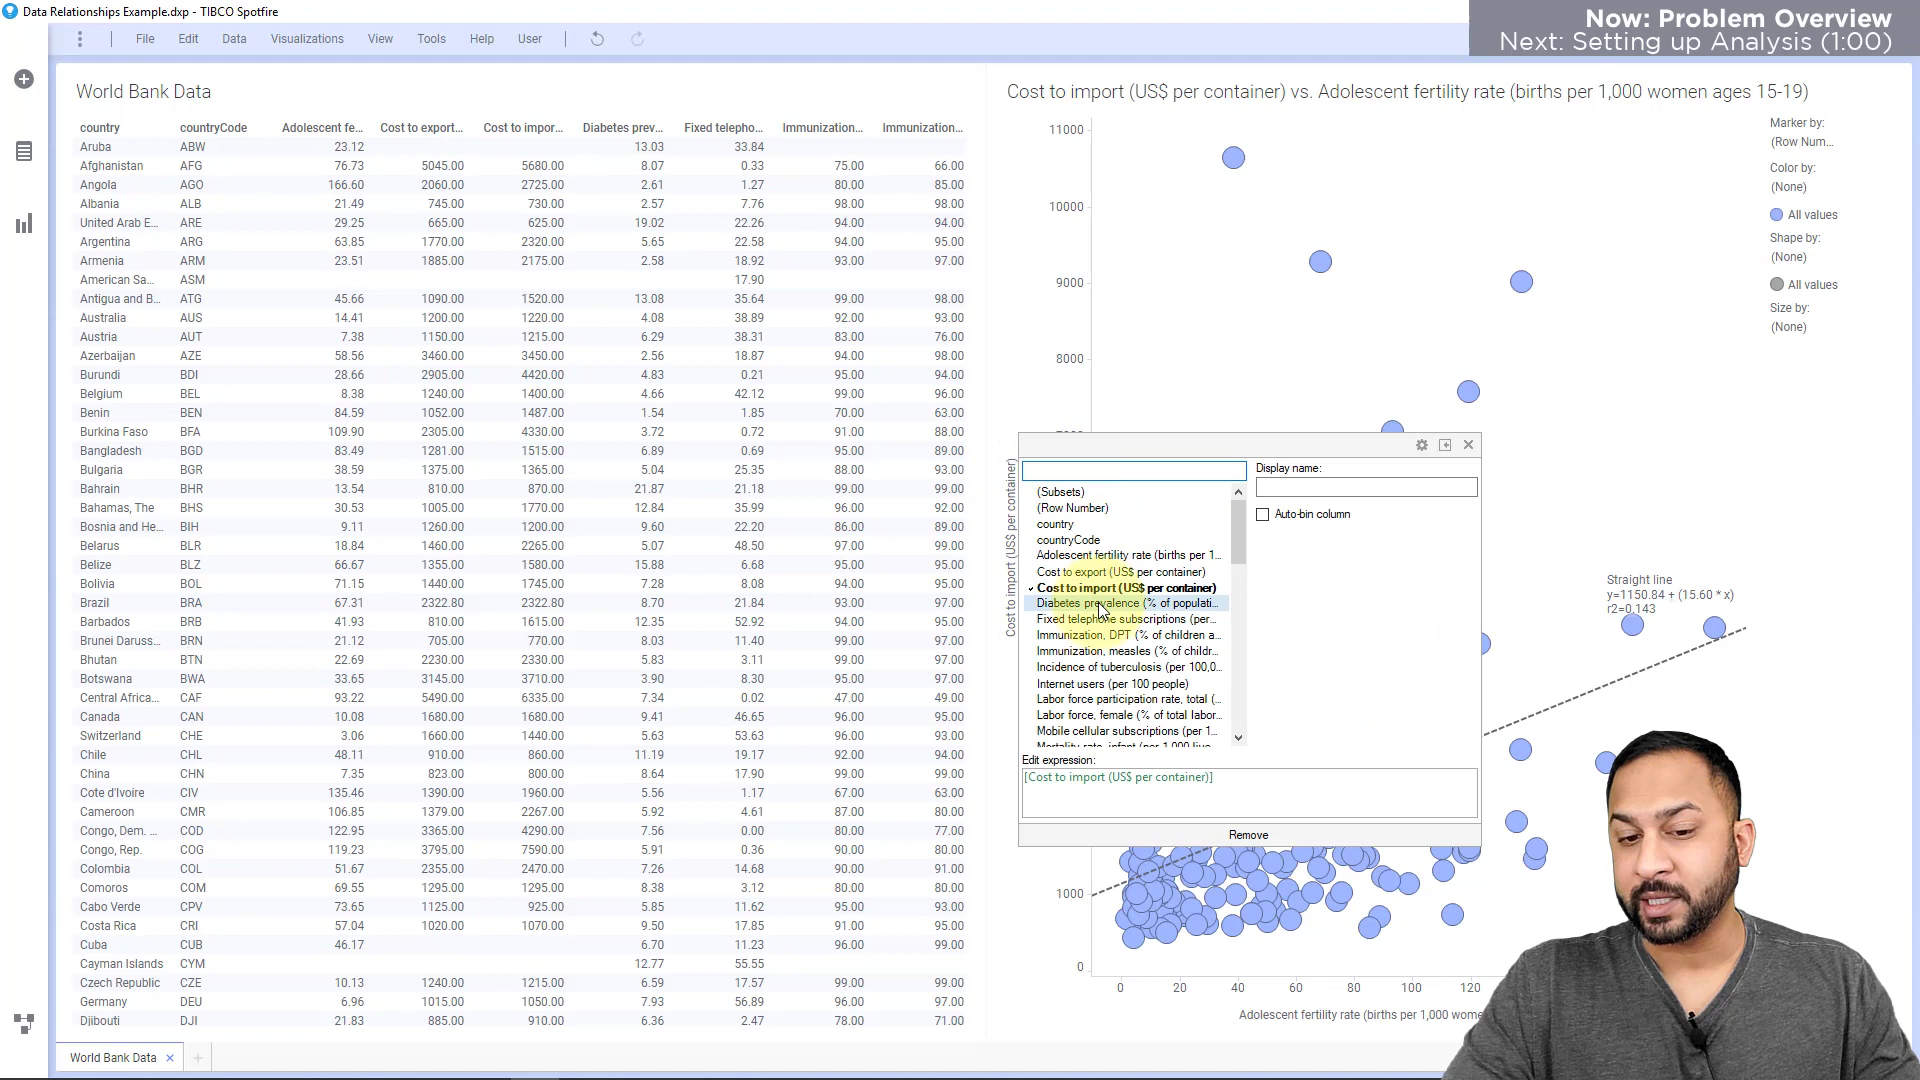 Data Relationships Example.dxp - TIBCO Spotfire
Now: Problem Overview
Next: Setting up Analysis (1:00)
File Edit Data Visualizations View Tools Help User
World Bank Data
country countryCode Adolescent fe... Cost to export... Cost to impor... Diabetes prev... Fixed telepho... Immunization... Immunization...
Aruba ABW 23.12 13.03 33.84
Afghanistan AFG 76.73 5045.00 5680.00 8.07 0.33 75.00 66.00
Angola AGO 166.60 2060.00 2725.00 2.61 1.27 80.00 85.00
Albania ALB 21.49 745.00 730.00 2.57 7.76 98.00 98.00
United Arab E... ARE 29.25 665.00 625.00 19.02 22.26 94.00 94.00
Argentina ARG 63.85 1770.00 2320.00 5.65 22.58 94.00 95.00
Armenia ARM 23.51 1885.00 2175.00 2.58 18.92 93.00 97.00
American Sa... ASM 17.90
Antigua and B... ATG 45.66 1090.00 1520.00 13.08 35.64 99.00 98.00
Australia AUS 14.41 1200.00 1220.00 4.08 38.89 92.00 93.00
Austria AUT 7.38 1150.00 1215.00 6.29 38.31 83.00 76.00
Azerbaijan AZE 58.56 3460.00 3450.00 2.56 18.87 94.00 98.00
Burundi BDI 28.66 2905.00 4420.00 4.83 0.21 95.00 94.00
Belgium BEL 8.38 1240.00 1400.00 4.66 42.12 99.00 96.00
Benin BEN 84.59 1052.00 1487.00 1.54 1.85 70.00 63.00
Burkina Faso BFA 109.90 2305.00 4330.00 3.72 0.72 91.00 88.00
Bangladesh BGD 83.49 1281.00 1515.00 6.89 0.69 95.00 89.00
Bulgaria BGR 38.59 1375.00 1365.00 5.04 25.35 88.00 93.00
Bahrain BHR 13.54 810.00 870.00 21.87 21.18 99.00 99.00
Bahamas, The BHS 30.53 1005.00 1770.00 12.84 35.99 96.00 92.00
Bosnia and He... BIH 9.11 1260.00 1200.00 9.60 22.20 86.00 89.00
Belarus BLR 18.84 1460.00 2265.00 5.07 48.50 97.00 99.00
Belize BLZ 66.67 1355.00 1580.00 15.88 6.68 95.00 98.00
Bolivia BOL 71.15 1440.00 1745.00 7.28 8.08 94.00 95.00
Brazil BRA 67.31 2322.80 2322.80 8.70 21.84 93.00 97.00
Barbados BRB 41.93 810.00 1615.00 12.35 52.92 94.00 93.00
Brunei Daruss... BRN 21.12 705.00 770.00 8.03 11.40 99.00 97.00
Bhutan BTN 22.69 2230.00 2330.00 5.83 3.11 99.00 97.00
Botswana BWA 33.65 3145.00 3710.00 3.90 8.30 95.00 97.00
Central Africa... CAF 93.22 5490.00 6335.00 7.34 0.02 47.00 49.00
Canada CAN 10.08 1680.00 1680.00 9.41 46.65 96.00 95.00
Switzerland CHE 3.06 1660.00 1440.00 5.63 53.63 96.00 93.00
Chile CHL 48.11 910.00 860.00 11.19 19.17 92.00 94.00
China CHN 7.35 823.00 800.00 8.64 17.90 99.00 99.00
Cote d'Ivoire CIV 135.46 1390.00 1960.00 5.56 1.17 67.00 63.00
Cameroon CMR 106.85 1379.00 2267.00 5.92 4.61 87.00 80.00
Congo, Dem. ... COD 122.95 3365.00 4290.00 7.56 0.00 80.00 77.00
Congo, Rep. COG 119.23 3795.00 7590.00 5.91 0.36 90.00 80.00
Colombia COL 51.67 2355.00 2470.00 7.26 14.68 90.00 91.00
Comoros COM 69.55 1295.00 1295.00 8.38 3.12 80.00 80.00
Cabo Verde CPV 73.65 1125.00 925.00 5.85 11.62 95.00 93.00
Costa Rica CRI 57.04 1020.00 1070.00 9.50 17.85 91.00 95.00
Cuba CUB 46.17 6.70 11.23 96.00 99.00
Cayman Islands CYM 12.77 55.55
Czech Republic CZE 10.13 1240.00 1215.00 6.59 17.57 99.00 99.00
Germany DEU 6.96 1015.00 1050.00 7.93 56.89 96.00 97.00
Djibouti DJI 21.83 885.00 910.00 6.36 2.47 78.00 71.00
World Bank Data
Cost to import (US$ per container) vs. Adolescent fertility rate (births per 1,000 women ages 15-19)
11000
10000
9000
8000
1000
0
Cost to import (US$ per container)
0 20 40 60 80 100 120
Adolescent fertility rate (births per 1,000 wome
Marker by:
(Row Num...
Color by:
(None)
All values
Shape by:
(None)
All values
Size by:
(None)
Straight line
y=1150.84 + (15.60 * x)
r2=0.143
Display name:
Auto-bin column
(Subsets)
(Row Number)
country
countryCode
Adolescent fertility rate (births per 1...
Cost to export (US$ per container)
Cost to import (US$ per container)
Diabetes prevalence (% of populati...
Fixed telephone subscriptions (per...
Immunization, DPT (% of children a...
Immunization, measles (% of childr...
Incidence of tuberculosis (per 100,0...
Internet users (per 100 people)
Labor force participation rate, total (...
Labor force, female (% of total labor...
Mobile cellular subscriptions (per 1...
Mortality rate, infant (per 1,000 live...
Edit expression:
[Cost to import (US$ per container)]
Remove